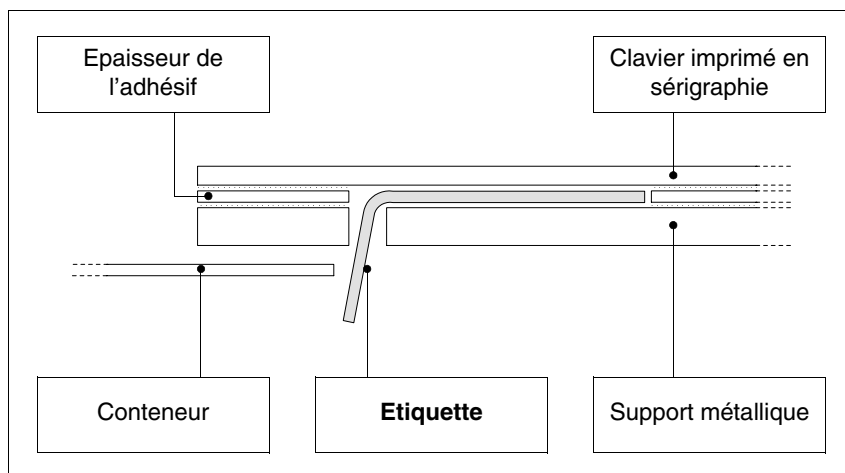 Epaisseur de
l'adhésif
Clavier imprimé en
sérigraphie
Conteneur
Etiquette
Support métallique